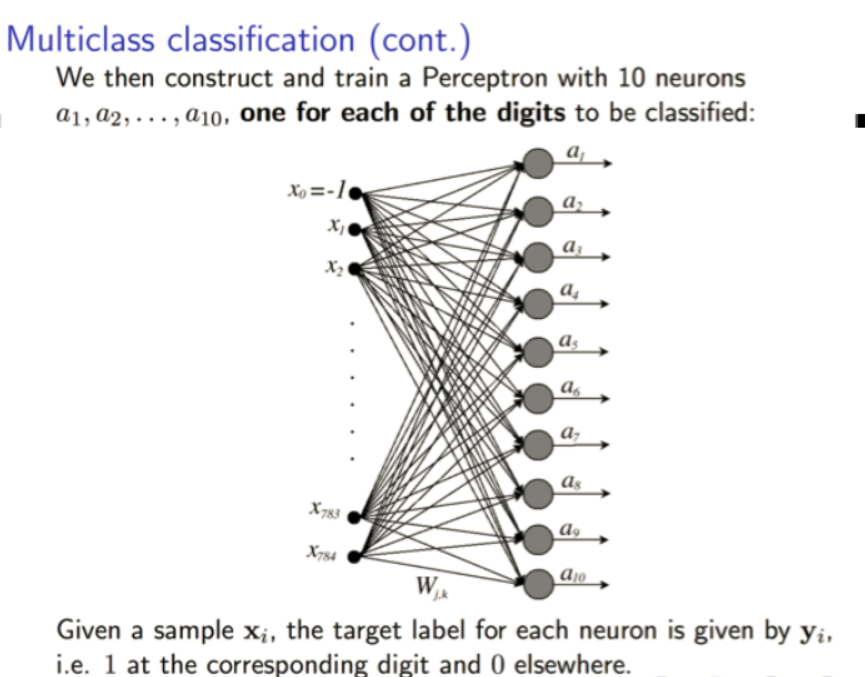 Multiclass classification (cont.)
We then construct and train a Perceptron with 10 neurons
a₁, a₂, . . . , a₁₀, one for each of the digits to be classified:
x₀=-1
x₁
x₂
x₇₈₃
x₇₈₄
W_{j,k}
a₁
a₂
a₃
a₄
a₅
a₆
a₇
a₈
a₉
a₁₀
Given a sample xᵢ, the target label for each neuron is given by yᵢ,
i.e. 1 at the corresponding digit and 0 elsewhere.